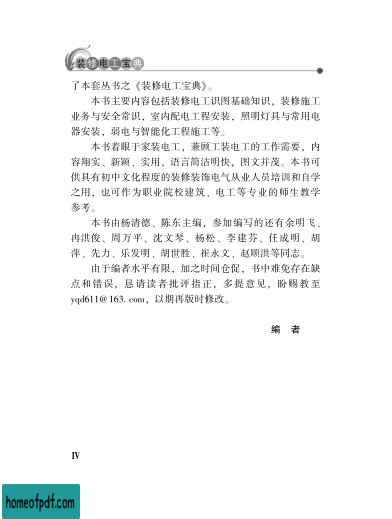 装修电工宝典
了本套丛书之《装修电工宝典》。
本书主要内容包括装修电工识图基础知识，装修施工
业务与安全常识，室内配电工程安装，照明灯具与常用电
器安装，弱电与智能化工程施工等。
本书着眼于家装电工，兼顾工装电工的工作需要，内
容翔实、新颖、实用，语言简洁明快，图文并茂。本书可
供具有初中文化程度的装修装饰电气从业人员培训和自学
之用，也可作为职业院校建筑、电工等专业的师生教学
参考。
本书由杨清德、陈东主编，参加编写的还有余明飞、
冉洪俊、周万平、沈文琴、杨松、李建芬、任成明、胡
萍、先力、乐发明、胡世胜、崔永文、赵顺洪等同志。
由于编者水平有限，加之时间仓促，书中难免存在缺
点和错误，恳请读者批评指正，多提意见，盼赐教至
yqd611@163.com，以期再版时修改。
编 者
IV
homeofpdf.com